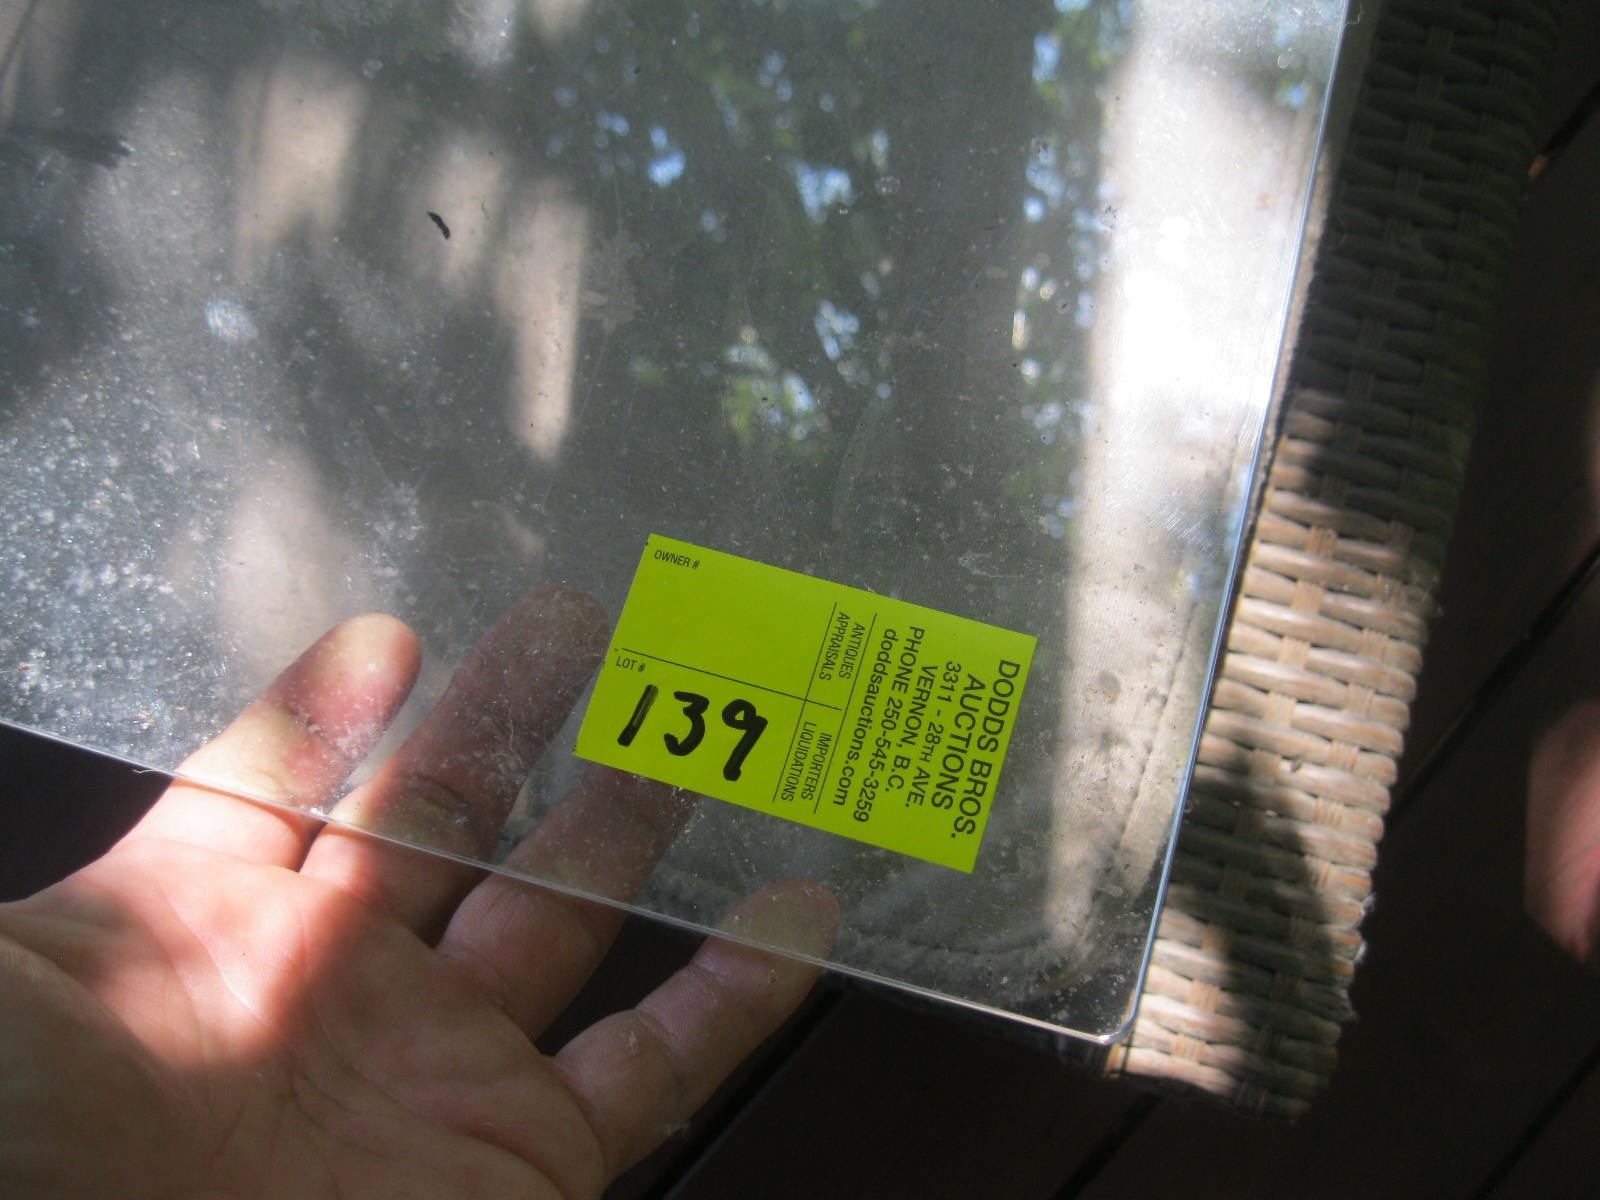 DODDS BROS.
AUCTIONS
3311 - 28TH AVE.
VERNON, B.C.
PHONE 250-545-3259
doddsauctions.com
ANTIQUES
APPRAISALS
IMPORTERS
LIQUIDATIONS
OWNER #
LOT #
139